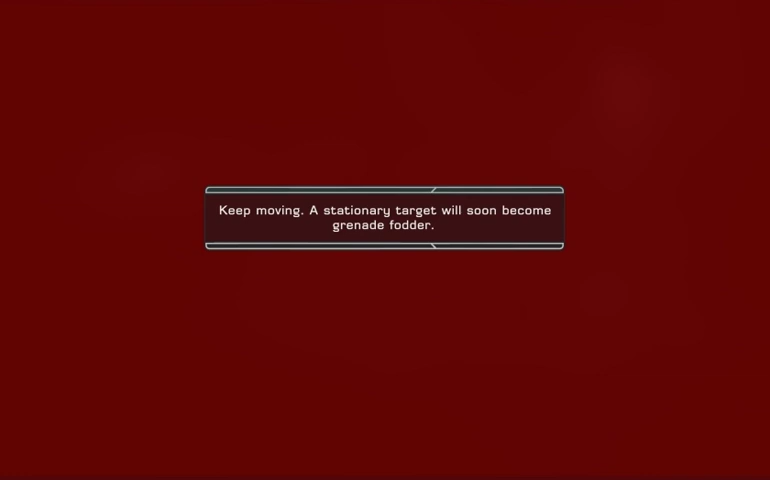 Keep moving. A stationary target will soon become
grenade fodder.